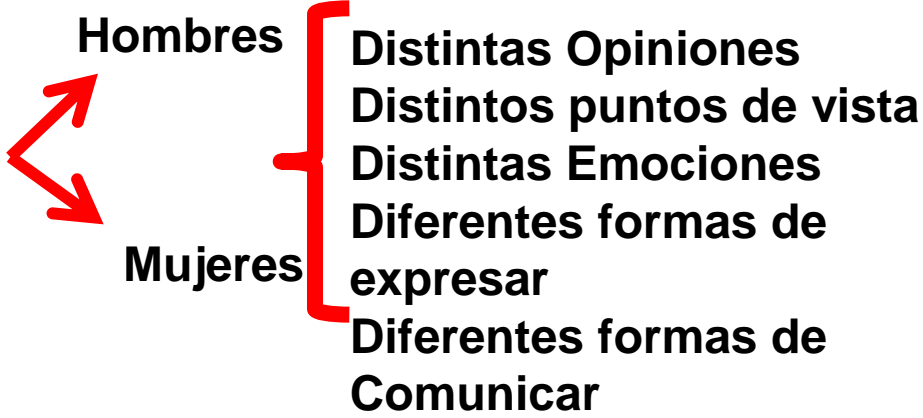 Hombres
Distintas Opiniones
Distintos puntos de vista
Distintas Emociones
Diferentes formas de
expresar
Diferentes formas de
Comunicar
Mujeres